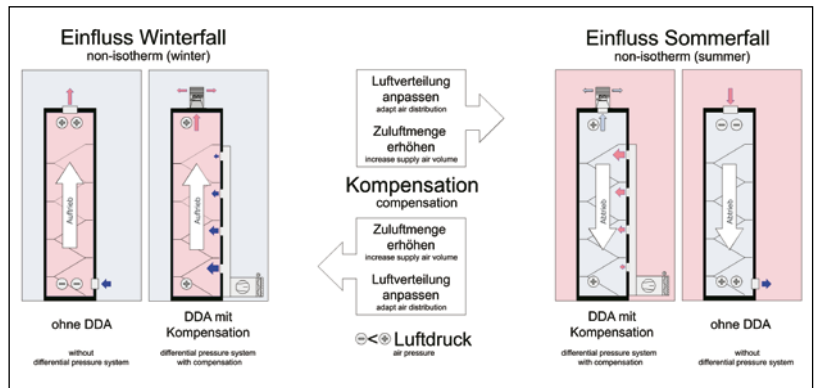 Einfluss Winterfall
non-isotherm (winter)
Auftrieb
Auftrieb
ohne DDA
without
differential pressure system
DDA mit
Kompensation
differential pressure system
with compensation
Luftverteilung
anpassen
adapt air distribution
Zuluftmenge
erhöhen
increase supply air volume
Kompensation
compensation
Zuluftmenge
erhöhen
increase supply air volume
Luftverteilung
anpassen
adapt air distribution
⊖<⊕ Luftdruck
air pressure
Einfluss Sommerfall
non-isotherm (summer)
Abtrieb
Abtrieb
DDA mit
Kompensation
differential pressure system
with compensation
ohne DDA
without
differential pressure system